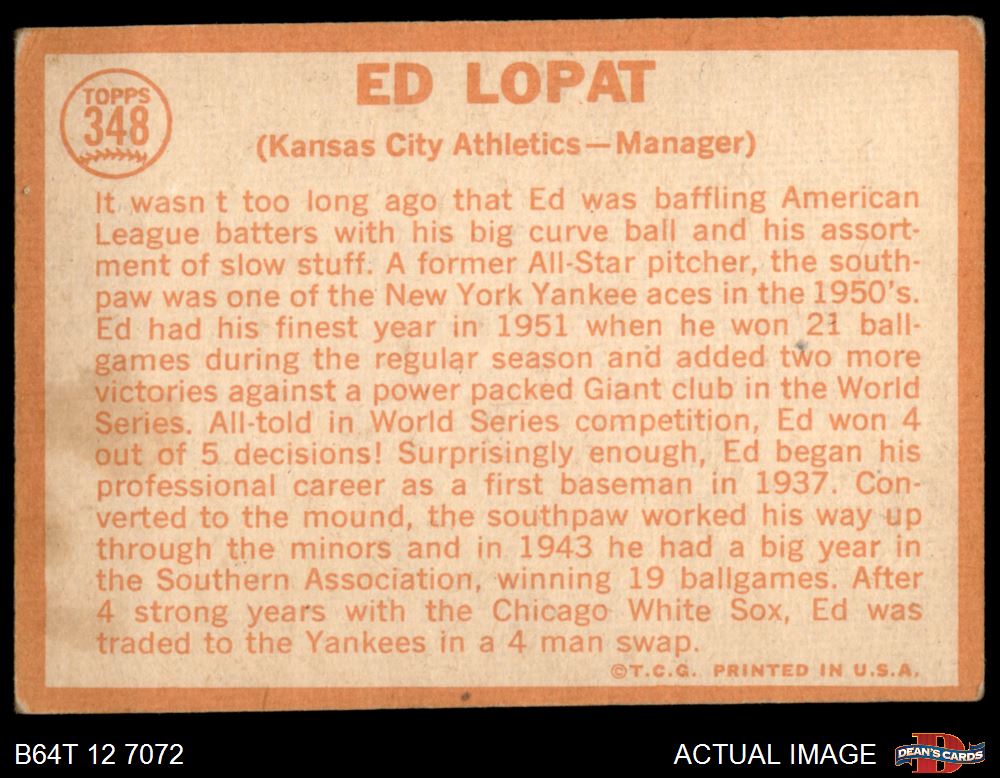 TOPPS
348
ED LOPAT
(Kansas City Athletics—Manager)
It wasn t too long ago that Ed was baffling American
League batters with his big curve ball and his assort-
ment of slow stuff. A former All-Star pitcher, the south-
paw was one of the New York Yankee aces in the 1950's.
Ed had his finest year in 1951 when he won 21 ball-
games during the regular season and added two more
victories against a power packed Giant club in the World
Series. All-told in World Series competition, Ed won 4
out of 5 decisions! Surprisingly enough, Ed began his
professional career as a first baseman in 1937. Con-
verted to the mound, the southpaw worked his way up
through the minors and in 1943 he had a big year in
the Southern Association, winning 19 ballgames. After
4 strong years with the Chicago White Sox, Ed was
traded to the Yankees in a 4 man swap.
©T.C.G. PRINTED IN U.S.A.
B64T 12 7072
ACTUAL IMAGE
D
DEAN'S CARDS